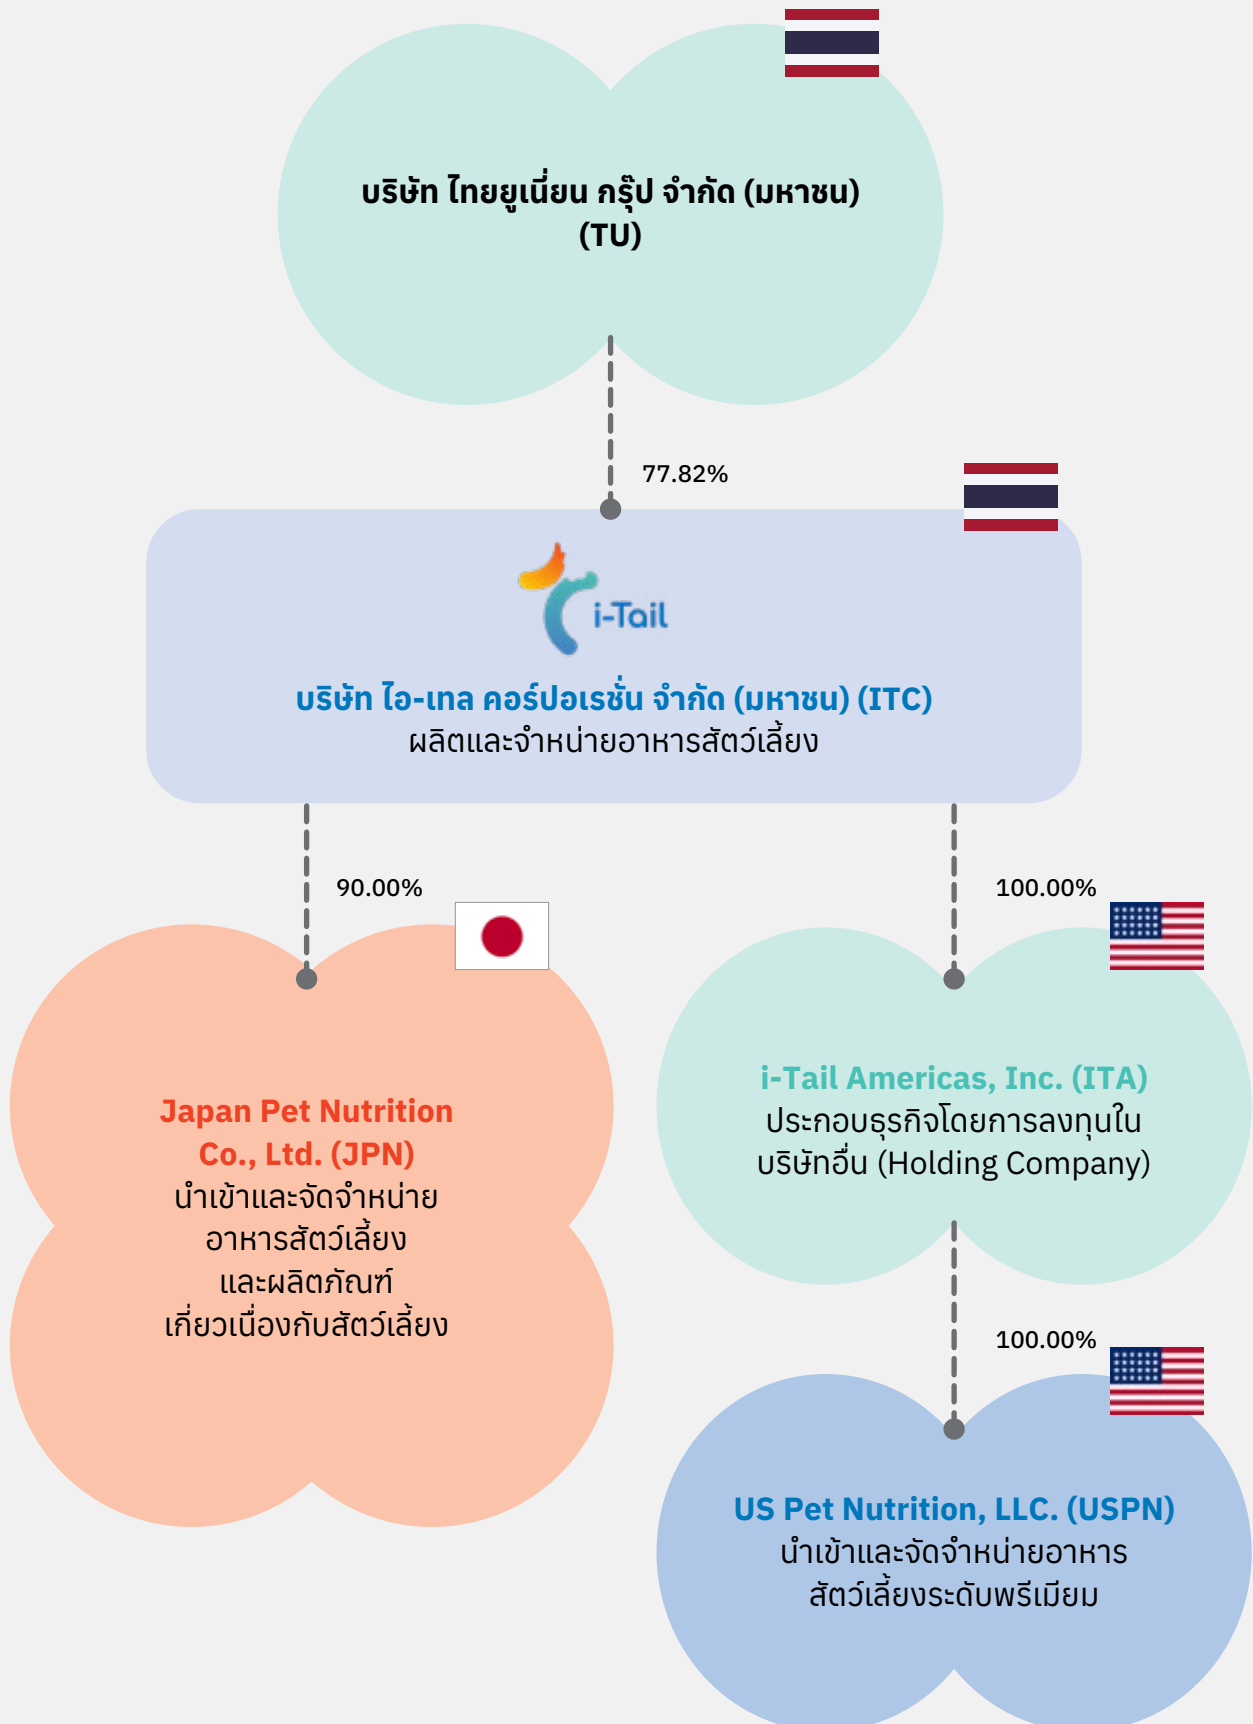 บริษัท ไทยยูเนี่ยน กรุ๊ป จำกัด (มหาชน)
(TU)
77.82%
i-Tail
บริษัท ไอ-เทล คอร์ปอเรชั่น จำกัด (มหาชน) (ITC)
ผลิตและจำหน่ายอาหารสัตว์เลี้ยง
90.00%
Japan Pet Nutrition
Co., Ltd. (JPN)
นำเข้าและจัดจำหน่าย
อาหารสัตว์เลี้ยง
และผลิตภัณฑ์
เกี่ยวเนื่องกับสัตว์เลี้ยง
100.00%
i-Tail Americas, Inc. (ITA)
ประกอบธุรกิจโดยการลงทุนใน
บริษัทอื่น (Holding Company)
100.00%
US Pet Nutrition, LLC. (USPN)
นำเข้าและจัดจำหน่ายอาหาร
สัตว์เลี้ยงระดับพรีเมียม